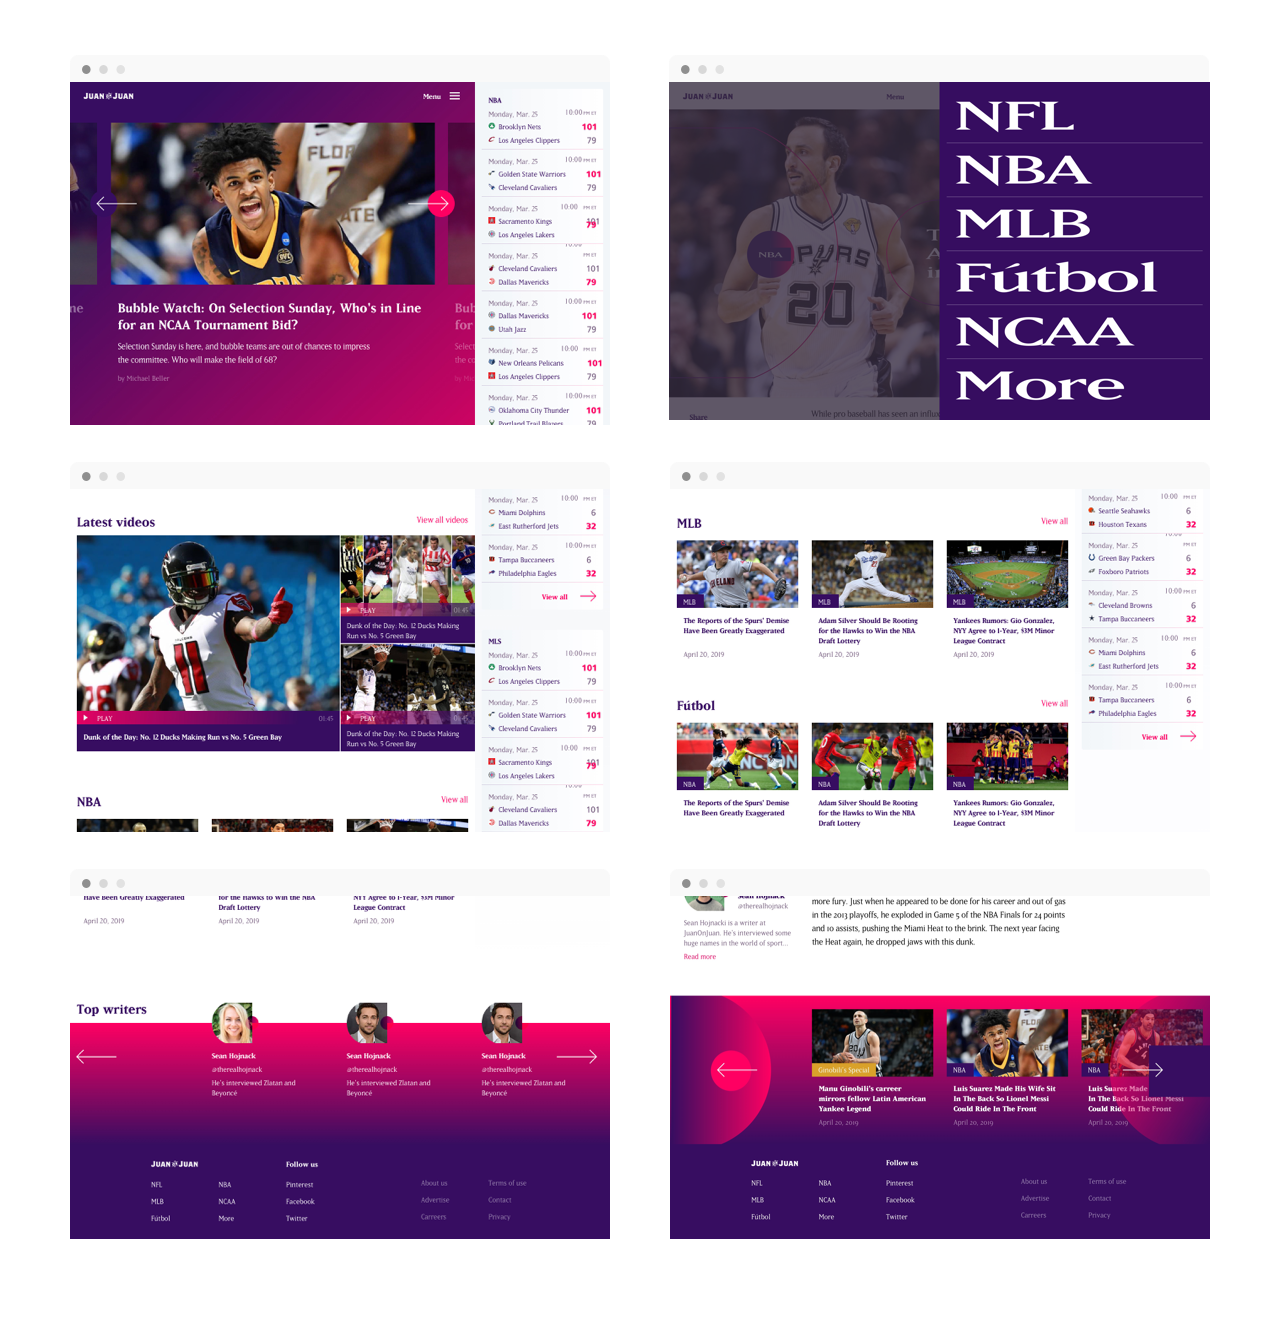 JUAN JUAN
Menu
FLOR
24
ATE
Bubble Watch: On Selection Sunday, Who's in Line
for an NCAA Tournament Bid?
Selection Sunday is here, and bubble teams are out of chances to impress
the committee. Who will make the field of 68?
by Michael Beller
ne
Bub
for
Select
the co
by Mic
NBA
Monday, Mar. 25 10:00 PM ET
Brooklyn Nets 101
Los Angeles Clippers 79
Monday, Mar. 25 10:00 PM ET
Golden State Warriors 101
Cleveland Cavaliers 79
Monday, Mar. 25 10:00 PM ET
Sacramento Kings 101
79
Los Angeles Lakers
10:00
Monday, Mar. 25 PM ET
Cleveland Cavaliers 101
Dallas Mavericks 79
Monday, Mar. 25 10:00 PM ET
Dallas Mavericks 101
Utah Jazz 79
Monday, Mar. 25 10:00 PM ET
New Orleans Pelicans 101
Los Angeles Clippers 79
Monday, Mar. 25 10:00 PM ET
Oklahoma City Thunder 101
Portland Trail Blazers 79
JUAN JUAN
Menu
NBA
SPURS
20
T
A
in
Share
While pro baseball has seen an influ
NFL
NBA
MLB
Fútbol
NCAA
More
Latest videos
View all videos
11
PLAY 01:45
Dunk of the Day: No. 12 Ducks Making Run vs No. 5 Green Bay
PLAY 01:45
Dunk of the Day: No. 12 Ducks Making
Run vs No. 5 Green Bay
PLAY 01:45
Dunk of the Day: No. 12 Ducks Making
Run vs No. 5 Green Bay
NBA
View all
Monday, Mar. 25 10:00 PM ET
Miami Dolphins 6
East Rutherford Jets 32
Monday, Mar. 25 10:00 PM ET
Tampa Buccaneers 6
Philadelphia Eagles 32
View all
MLS
Monday, Mar. 25 10:00 PM ET
Brooklyn Nets 101
Los Angeles Clippers 79
Monday, Mar. 25 10:00 PM ET
Golden State Warriors 101
Cleveland Cavaliers 79
Monday, Mar. 25 10:00 PM ET
Sacramento Kings 101
79
Los Angeles Lakers
10:00
Monday, Mar. 25 PM ET
Cleveland Cavaliers 101
Dallas Mavericks 79
MLB
View all
MLB
The Reports of the Spurs' Demise
Have Been Greatly Exaggerated
April 20, 2019
MLB
Adam Silver Should Be Rooting
for the Hawks to Win the NBA
Draft Lottery
April 20, 2019
MLB
Yankees Rumors: Gio Gonzalez,
NYY Agree to 1-Year, $3M Minor
League Contract
April 20, 2019
Fútbol
View all
NBA
The Reports of the Spurs' Demise
Have Been Greatly Exaggerated
NBA
Adam Silver Should Be Rooting
for the Hawks to Win the NBA
Draft Lottery
NBA
Yankees Rumors: Gio Gonzalez,
NYY Agree to 1-Year, $3M Minor
League Contract
Monday, Mar. 25 10:00 PM ET
Seattle Seahawks 6
Houston Texans 32
10:00
Monday, Mar. 25 PM ET
Green Bay Packers 6
Foxboro Patriots 32
Monday, Mar. 25 10:00 PM ET
Cleveland Browns 6
Tampa Buccaneers 32
Monday, Mar. 25 10:00 PM ET
Miami Dolphins 6
East Rutherford Jets 32
Monday, Mar. 25 10:00 PM ET
Tampa Buccaneers 6
Philadelphia Eagles 32
View all
Have Been Greatly Exaggerated
April 20, 2019
for the Hawks to Win the NBA
Draft Lottery
April 20, 2019
NYY Agree to 1-Year, $3M Minor
League Contract
April 20, 2019
Top writers
Sean Hojnack
@therealhojnack
He's interviewed Zlatan and
Beyoncé
Sean Hojnack
@therealhojnack
He's interviewed Zlatan and
Beyoncé
Sean Hojnack
@therealhojnack
He's interviewed Zlatan and
Beyoncé
JUAN JUAN
NFL
MLB
Fútbol
NBA
NCAA
More
Follow us
Pinterest
Facebook
Twitter
About us
Advertise
Carreers
Terms of use
Contact
Privacy
Sean Hojnacki
@therealhojnack
Sean Hojnacki is a writer at
JuanOnJuan. He's interviewed some
huge names in the world of sport...
Read more
more fury. Just when he appeared to be done for his career and out of gas
in the 2013 playoffs, he exploded in Game 5 of the NBA Finals for 24 points
and 10 assists, pushing the Miami Heat to the brink. The next year facing
the Heat again, he dropped jaws with this dunk.
Ginobili's Special
Manu Ginobili's carreer
mirrors fellow Latin American
Yankee Legend
April 20, 2019
NBA
Luis Suarez Made His Wife Sit
In The Back So Lionel Messi
Could Ride In The Front
April 20, 2019
NBA
Luis Suarez Made
In The Back So Lionel Messi
Could Ride In The Front
April 20, 2019
JUAN JUAN
NFL
MLB
Fútbol
NBA
NCAA
More
Follow us
Pinterest
Facebook
Twitter
About us
Advertise
Carreers
Terms of use
Contact
Privacy